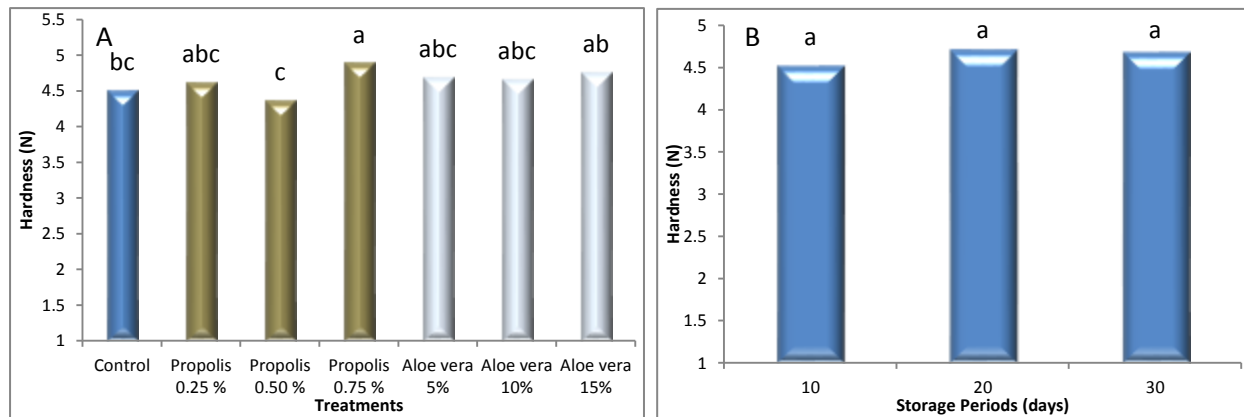 A
Hardness (N)
5.5
5
4.5
4
3.5
3
2.5
2
1.5
1
bc
abc
c
a
abc
abc
ab
Control
Propolis 0.25 %
Propolis 0.50 %
Propolis 0.75 %
Aloe vera 5%
Aloe vera 10%
Aloe vera 15%
Treatments
B
Hardness (N)
5
4.5
4
3.5
3
2.5
2
1.5
1
a
a
a
10
20
30
Storage Periods (days)